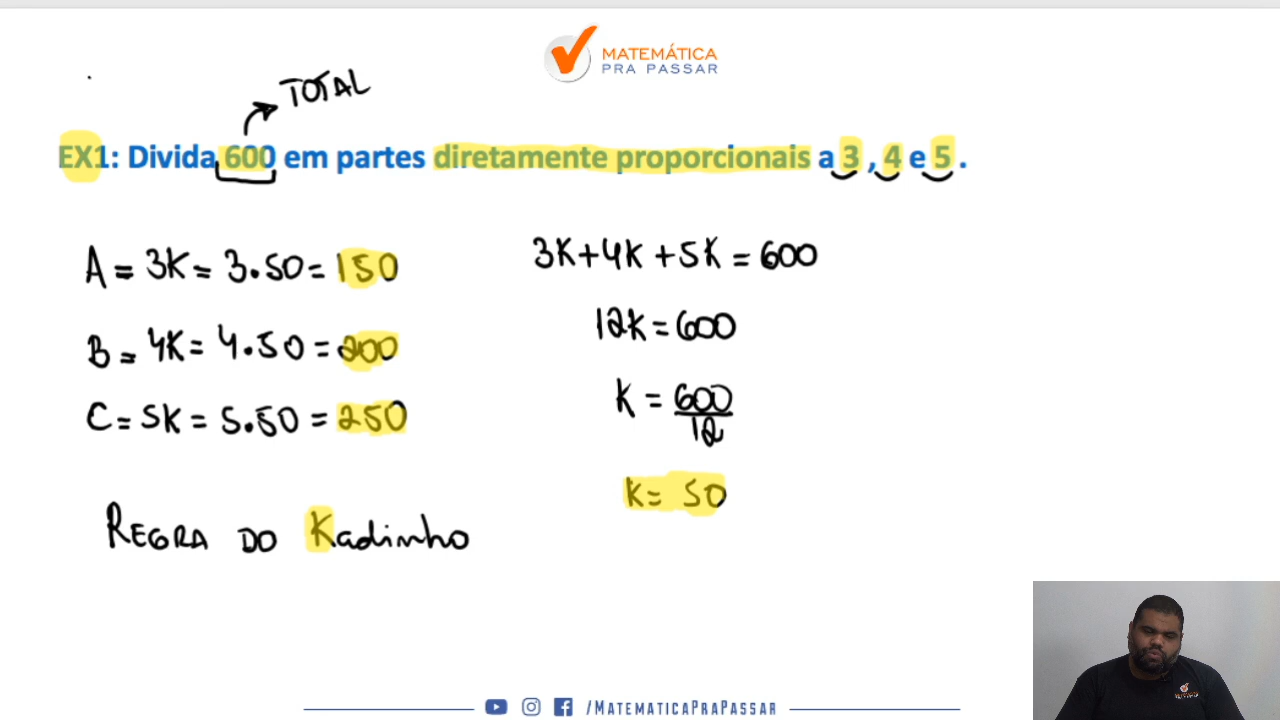 MATEMÁTICA
PRA PASSAR
TOTAL
EX1: Divida 600 em partes diretamente proporcionais a 3 , 4 e 5 .
A = 3K = 3.50 = 150
B = 4K = 4.50 = 200
C = 5K = 5.50 = 250
REGRA DO Kadinho
3K+4K+5K = 600
12K = 600
K = 600
12
K = 50
/MATEMATICAPRAPASSAR